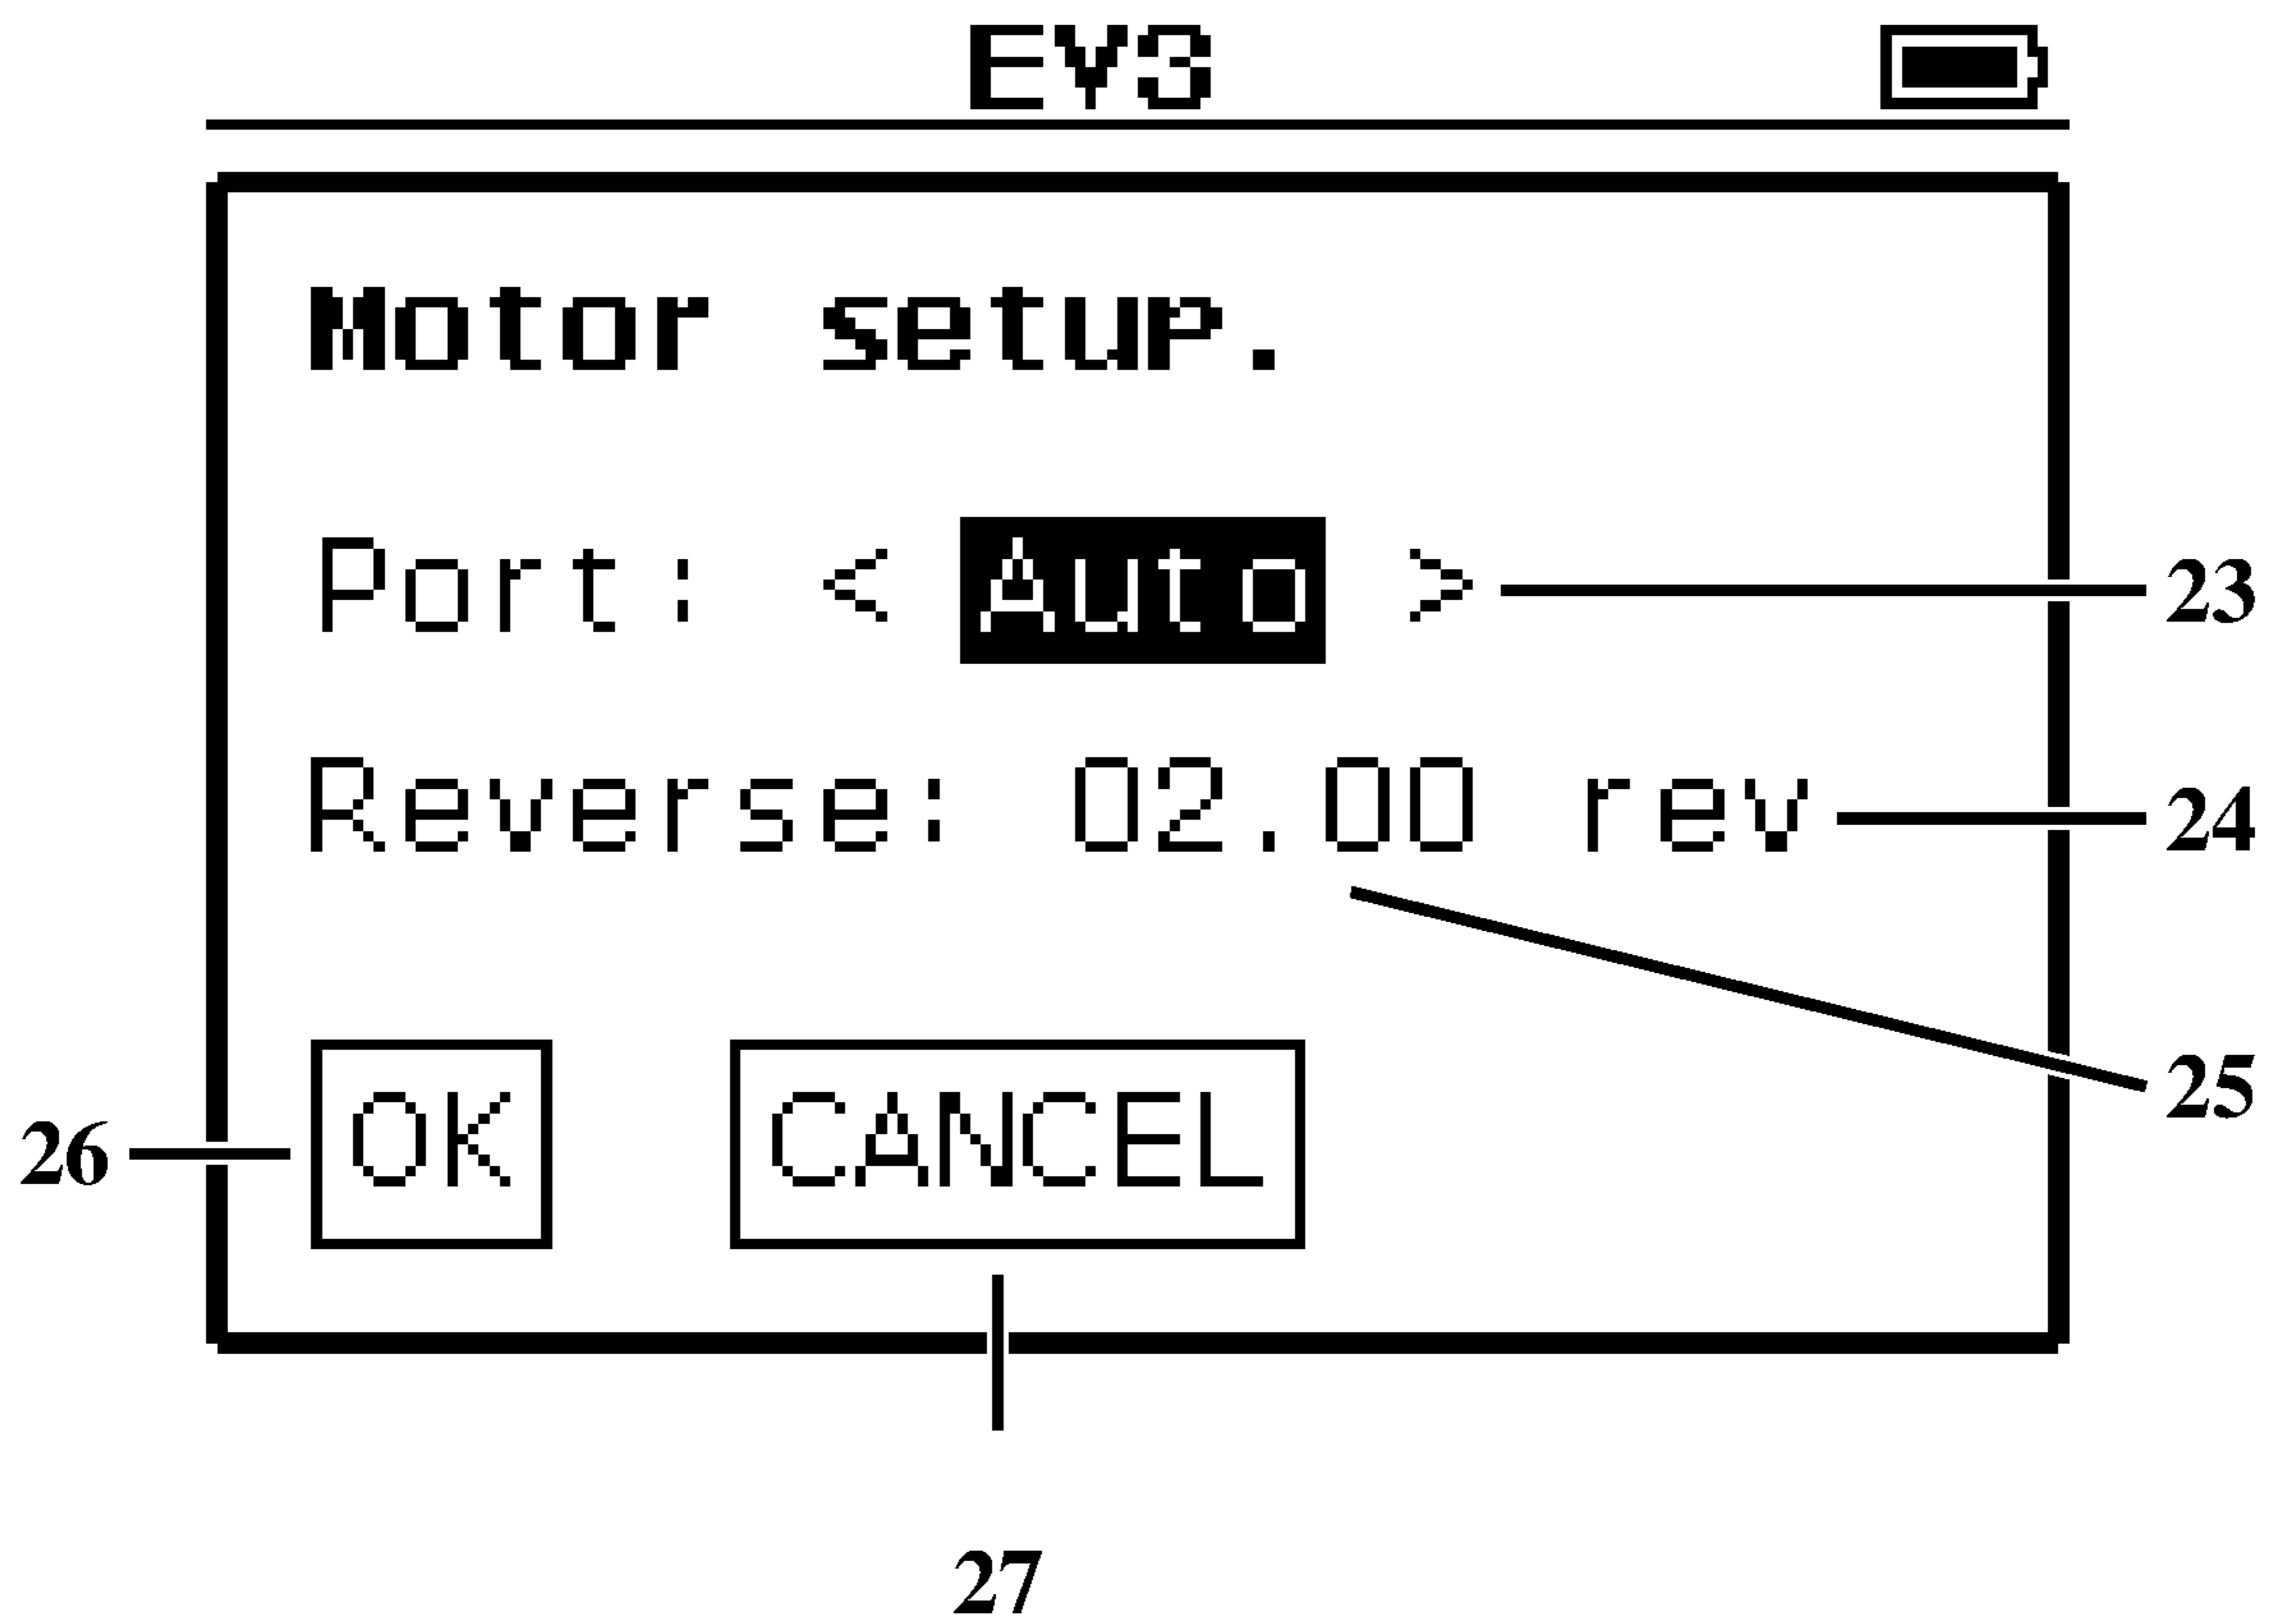 EV3
Motor setup.
Port: < Auto > 23
Reverse: 02.00 rev 24
25
26 OK CANCEL
27